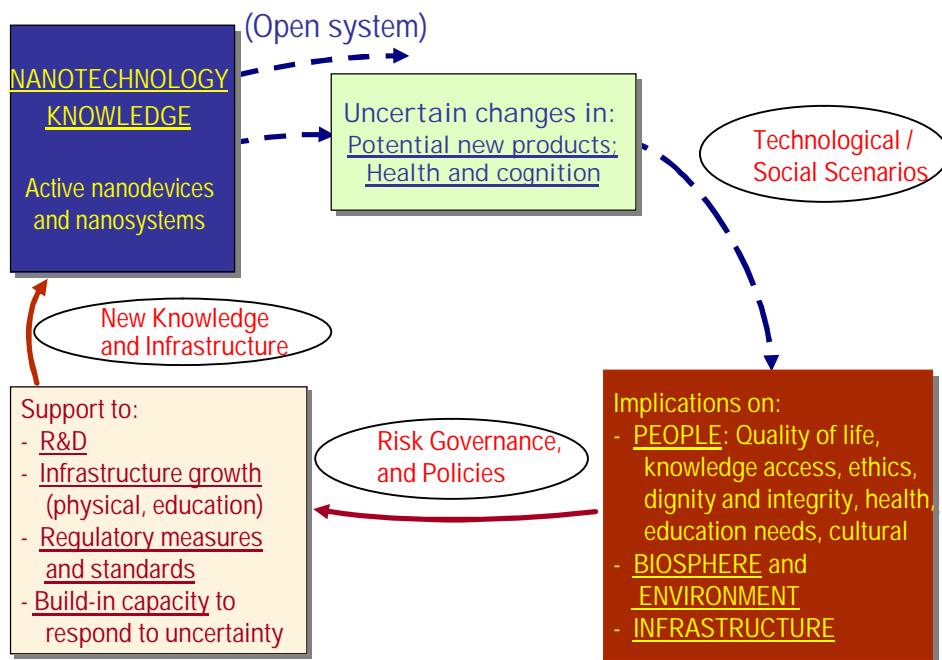 (Open system)
NANOTECHNOLOGY
KNOWLEDGE
Active nanodevices
and nanosystems
Uncertain changes in:
Potential new products;
Health and cognition
Technological /
Social Scenarios
New Knowledge
and Infrastructure
Support to:
- R&D
- Infrastructure growth
(physical, education)
- Regulatory measures
and standards
- Build-in capacity to
respond to uncertainty
Risk Governance,
and Policies
Implications on:
- PEOPLE: Quality of life,
knowledge access, ethics,
dignity and integrity, health,
education needs, cultural
- BIOSPHERE and
ENVIRONMENT
- INFRASTRUCTURE